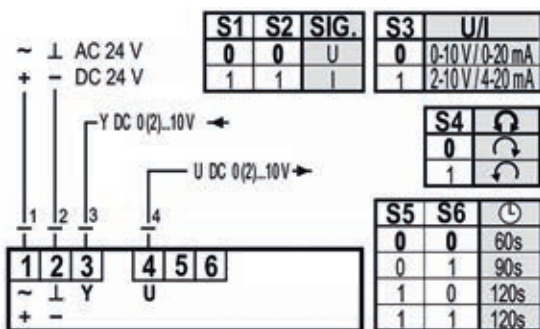 S1 S2 SIG.
0 0 U
1 1 I
S3 U/I
0 0-10 V/0-20 mA
1 2-10 V/4-20 mA
~ ⊥ AC 24 V
+ − DC 24 V
Y DC 0(2)...10V
U DC 0(2)...10V
S4
0
1
1 2 3 4
S5 S6
0 0 60s
0 1 90s
1 0 120s
1 1 120s
1 2 3 4 5 6
~ ⊥ Y U
+ −